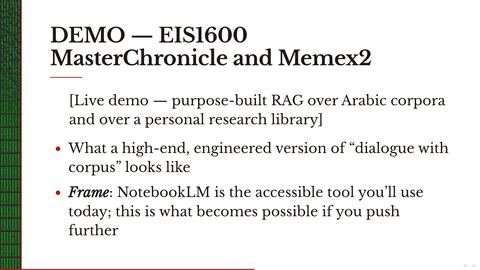 DEMO — EIS1600
MasterChronicle and Memex2
[Live demo — purpose-built RAG over Arabic corpora
and over a personal research library]
• What a high-end, engineered version of “dialogue with
corpus” looks like
• Frame: NotebookLM is the accessible tool you’ll use
today; this is what becomes possible if you push
further